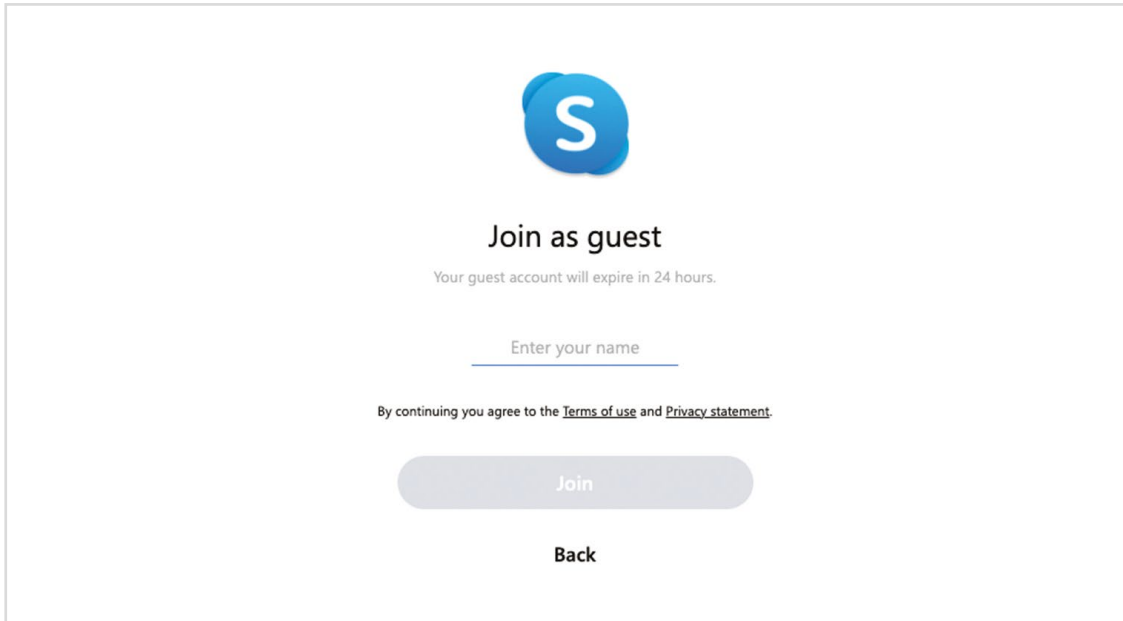 S
Join as guest
Your guest account will expire in 24 hours.
Enter your name
By continuing you agree to the Terms of use and Privacy statement.
Join
Back